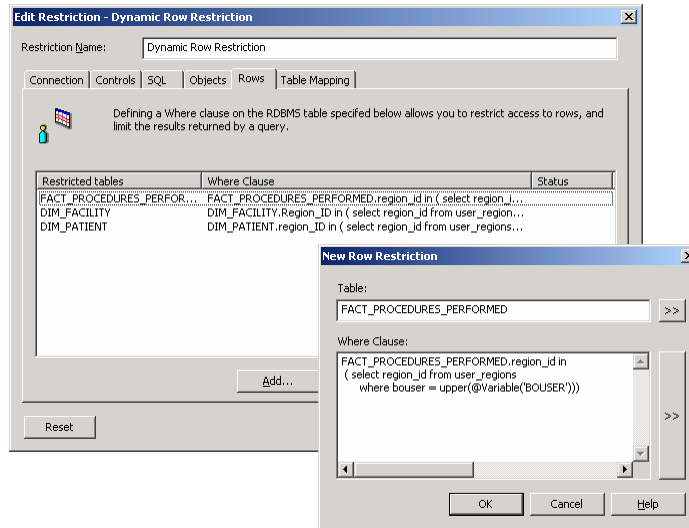 Edit Restriction - Dynamic Row Restriction
Restriction Name:
Dynamic Row Restriction
Connection
Controls
SQL
Objects
Rows
Table Mapping
Defining a Where clause on the RDBMS table specifed below allows you to restrict access to rows, and
limit the results returned by a query.
Restricted tables
Where Clause
Status
FACT_PROCEDURES_PERFOR...
FACT_PROCEDURES_PERFORMED.region_id in ( select region_i...
DIM_FACILITY
DIM_FACILITY.Region_ID in ( select region_id from user_region...
DIM_PATIENT
DIM_PATIENT.region_ID in ( select region_id from user_regions...
Add...
Reset
New Row Restriction
Table:
FACT_PROCEDURES_PERFORMED
>>
Where Clause:
FACT_PROCEDURES_PERFORMED.region_id in
( select region_id from user_regions
where bouser = upper(@Variable('BOUSER')))
>>
OK
Cancel
Help